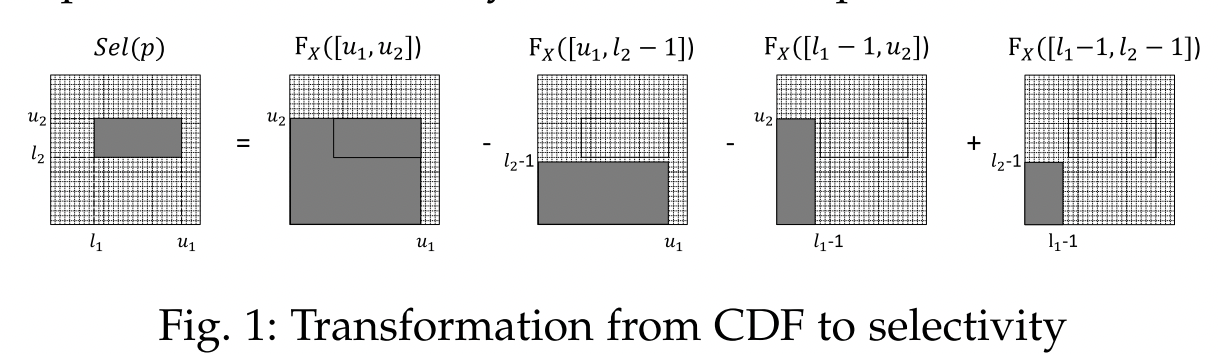 Sel(p) F_X([u_1, u_2]) F_X([u_1, l_2 − 1]) F_X([l_1 − 1, u_2]) F_X([l_1−1, l_2 − 1])
u_2 = u_2 - - u_2 +
l_2 l_2-1 l_2-1
l_1 u_1 u_1 u_1 l_1-1 l_1-1
Fig. 1: Transformation from CDF to selectivity